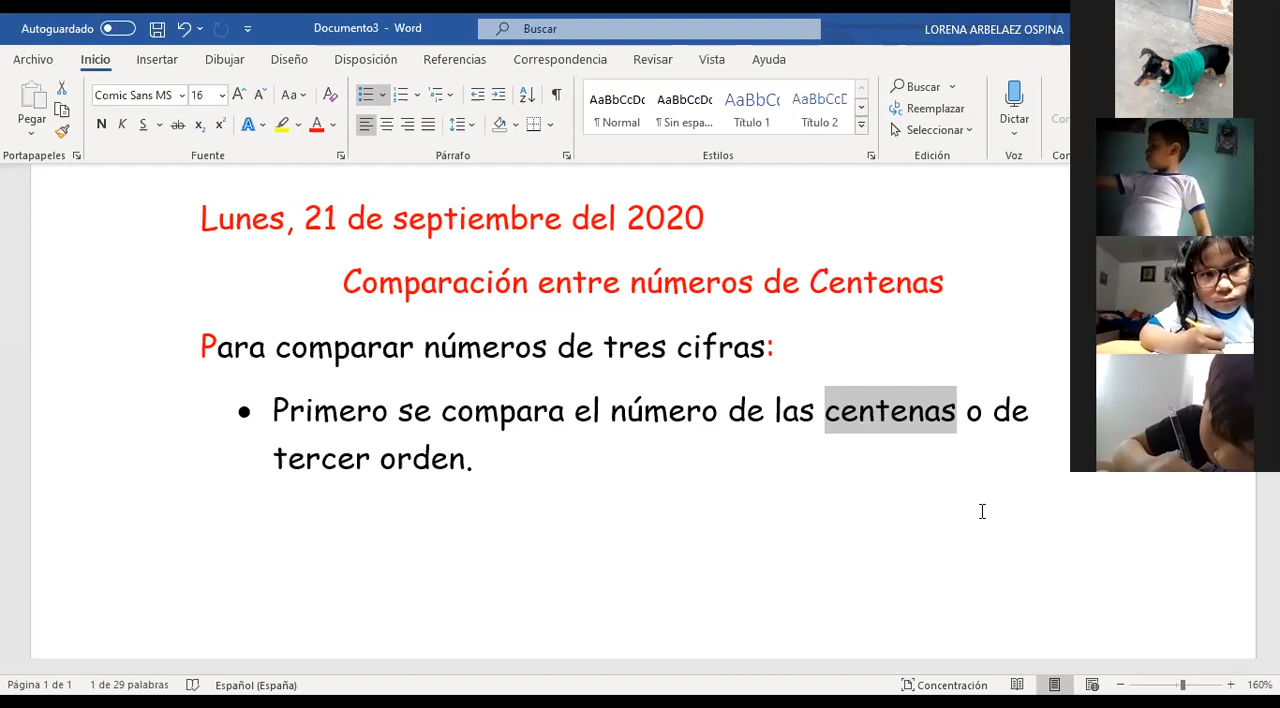 Autoguardado
Documento3 - Word
Buscar
LORENA ARBELAEZ OSPINA
Archivo Inicio Insertar Dibujar Diseño Disposición Referencias Correspondencia Revisar Vista Ayuda
Pegar
Comic Sans MS 16
Aa
N K S ab x₂ x² A A
AaBbCcDc AaBbCcDc AaBbCc AaBbCcD
¶ Normal ¶ Sin espa... Título 1 Título 2
Buscar
Reemplazar
Seleccionar
Dictar
Portapapeles Fuente Párrafo Estilos Edición Voz
Lunes, 21 de septiembre del 2020
Comparación entre números de Centenas
Para comparar números de tres cifras:
• Primero se compara el número de las centenas o de
tercer orden.
Página 1 de 1 1 de 29 palabras Español (España) Concentración 160%